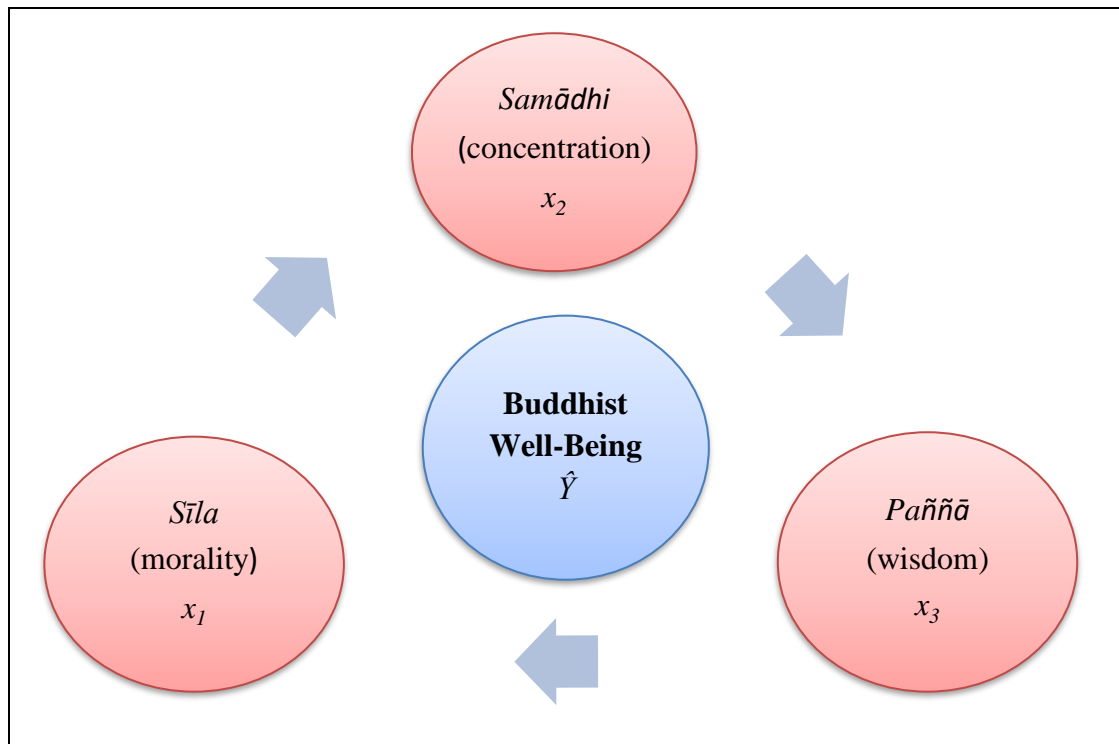 Samādhi
(concentration)
x₂
Buddhist
Well-Being
Ŷ
Sīla
(morality)
x₁
Paññā
(wisdom)
x₃